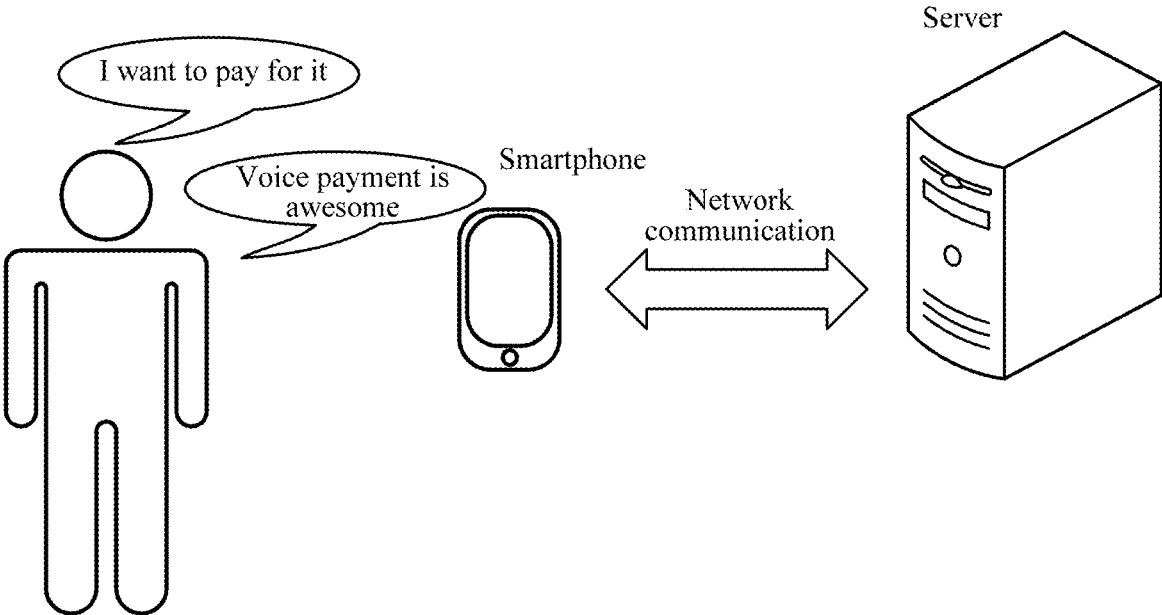 Server
I want to pay for it
Smartphone
Voice payment is
awesome
Network
communication